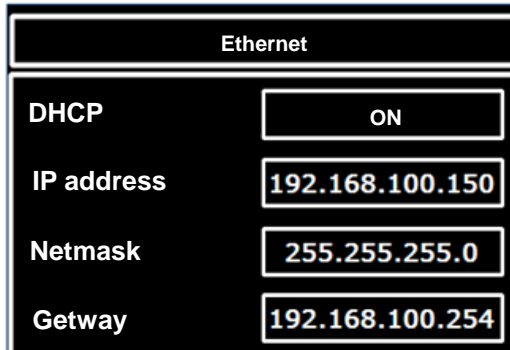 Ethernet
DHCP ON
IP address 192.168.100.150
Netmask 255.255.255.0
Getway 192.168.100.254